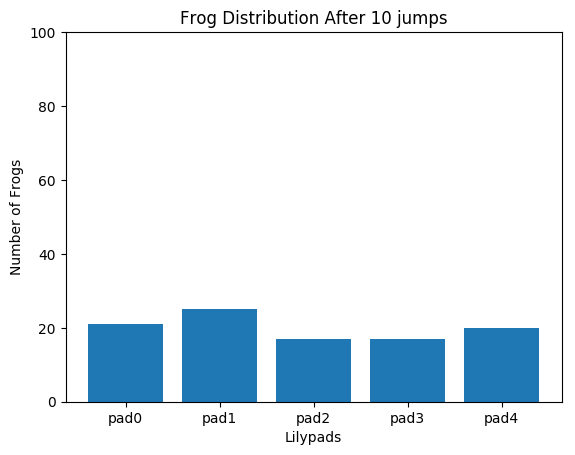 Frog Distribution After 10 jumps
100
80
60
40
20
0
Number of Frogs
pad0 pad1 pad2 pad3 pad4
Lilypads